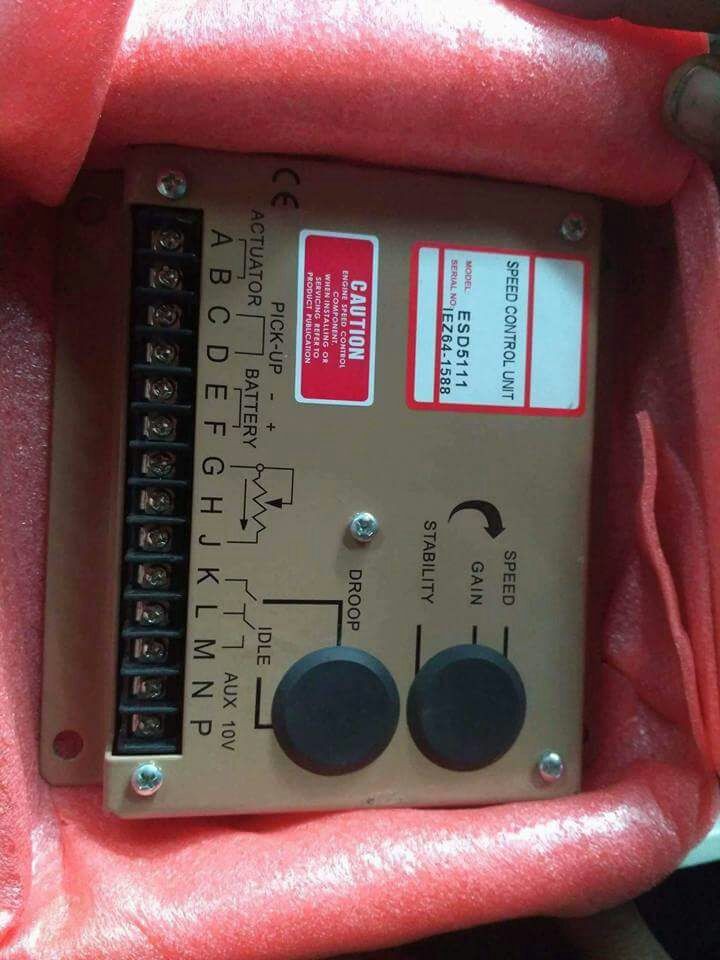 SPEED CONTROL UNIT
MODEL: ESD5111
SERIAL NO: IEZ64-1588
CAUTION
ENGINE SPEED CONTROL
COMPONENT.
WHEN INSTALLING OR
SERVICING REFER TO
PRODUCT PUBLICATION
CE
SPEED
GAIN
STABILITY
DROOP
IDLE
PICK-UP
- +
ACTUATOR
BATTERY
AUX 10V
A B C D E F G H J K L M N P